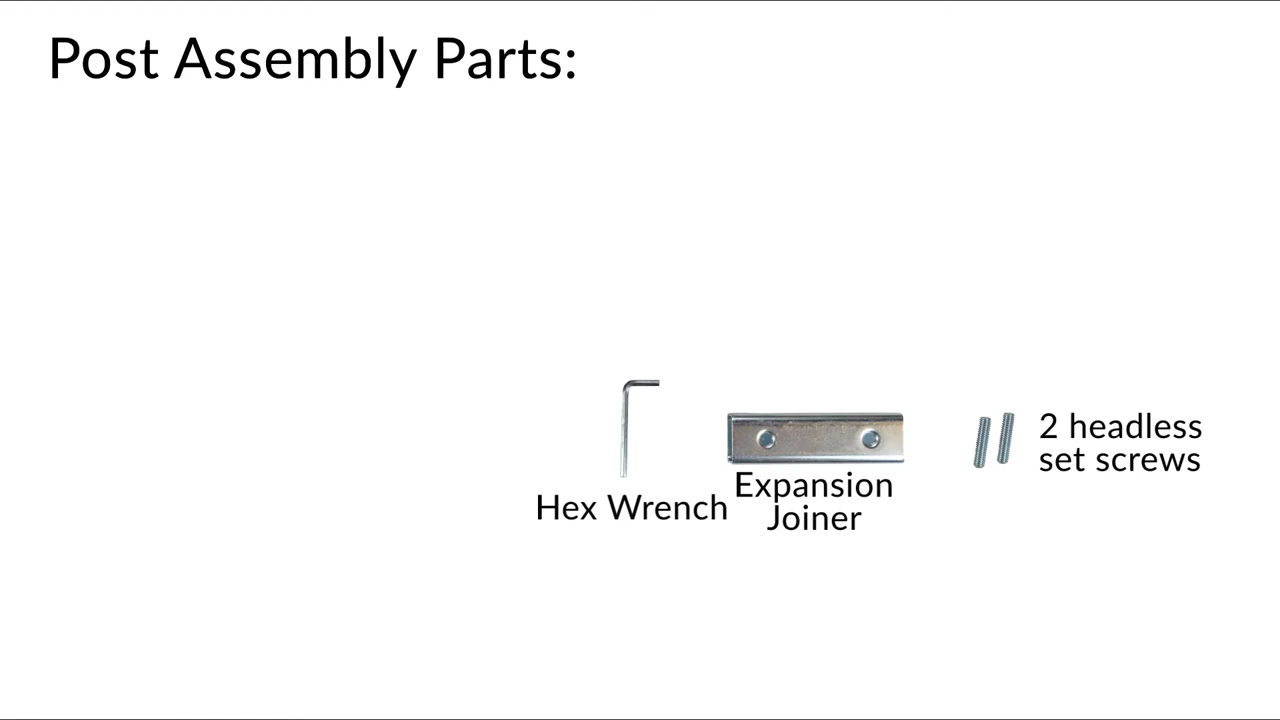 Post Assembly Parts:
Hex Wrench
Expansion
Joiner
2 headless
set screws